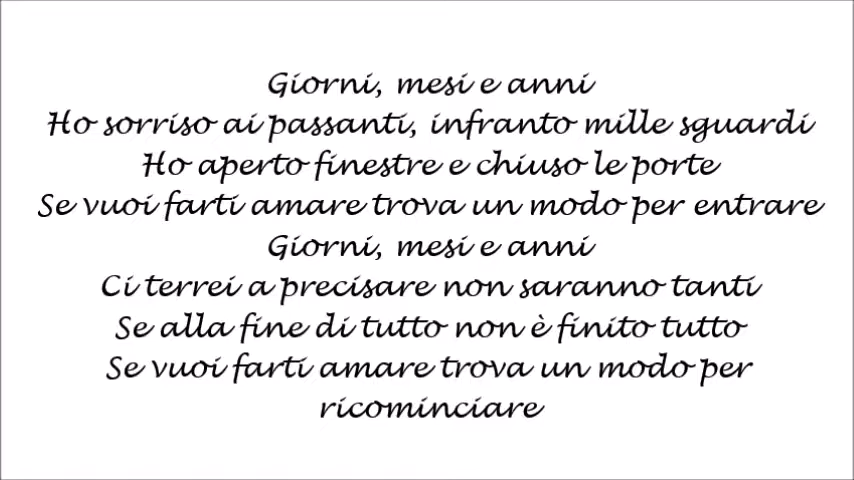 Giorni, mesi e anni
Ho sorriso ai passanti, infranto mille sguardi
Ho aperto finestre e chiuso le porte
Se vuoi farti amare trova un modo per entrare
Giorni, mesi e anni
Ci terrei a precisare non saranno tanti
Se alla fine di tutto non è finito tutto
Se vuoi farti amare trova un modo per
ricominciare